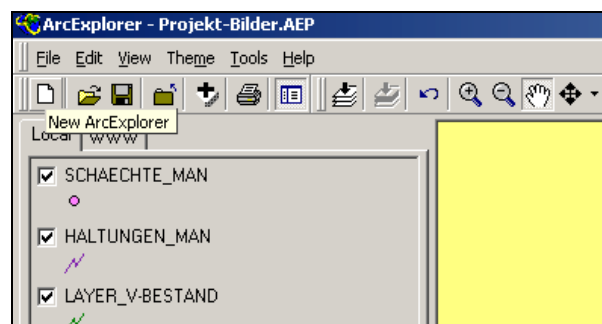 ArcExplorer - Projekt-Bilder.AEP
File Edit View Theme Tools Help
New ArcExplorer
Local WWW
SCHAECHTE_MAN
HALTUNGEN_MAN
LAYER_V-BESTAND